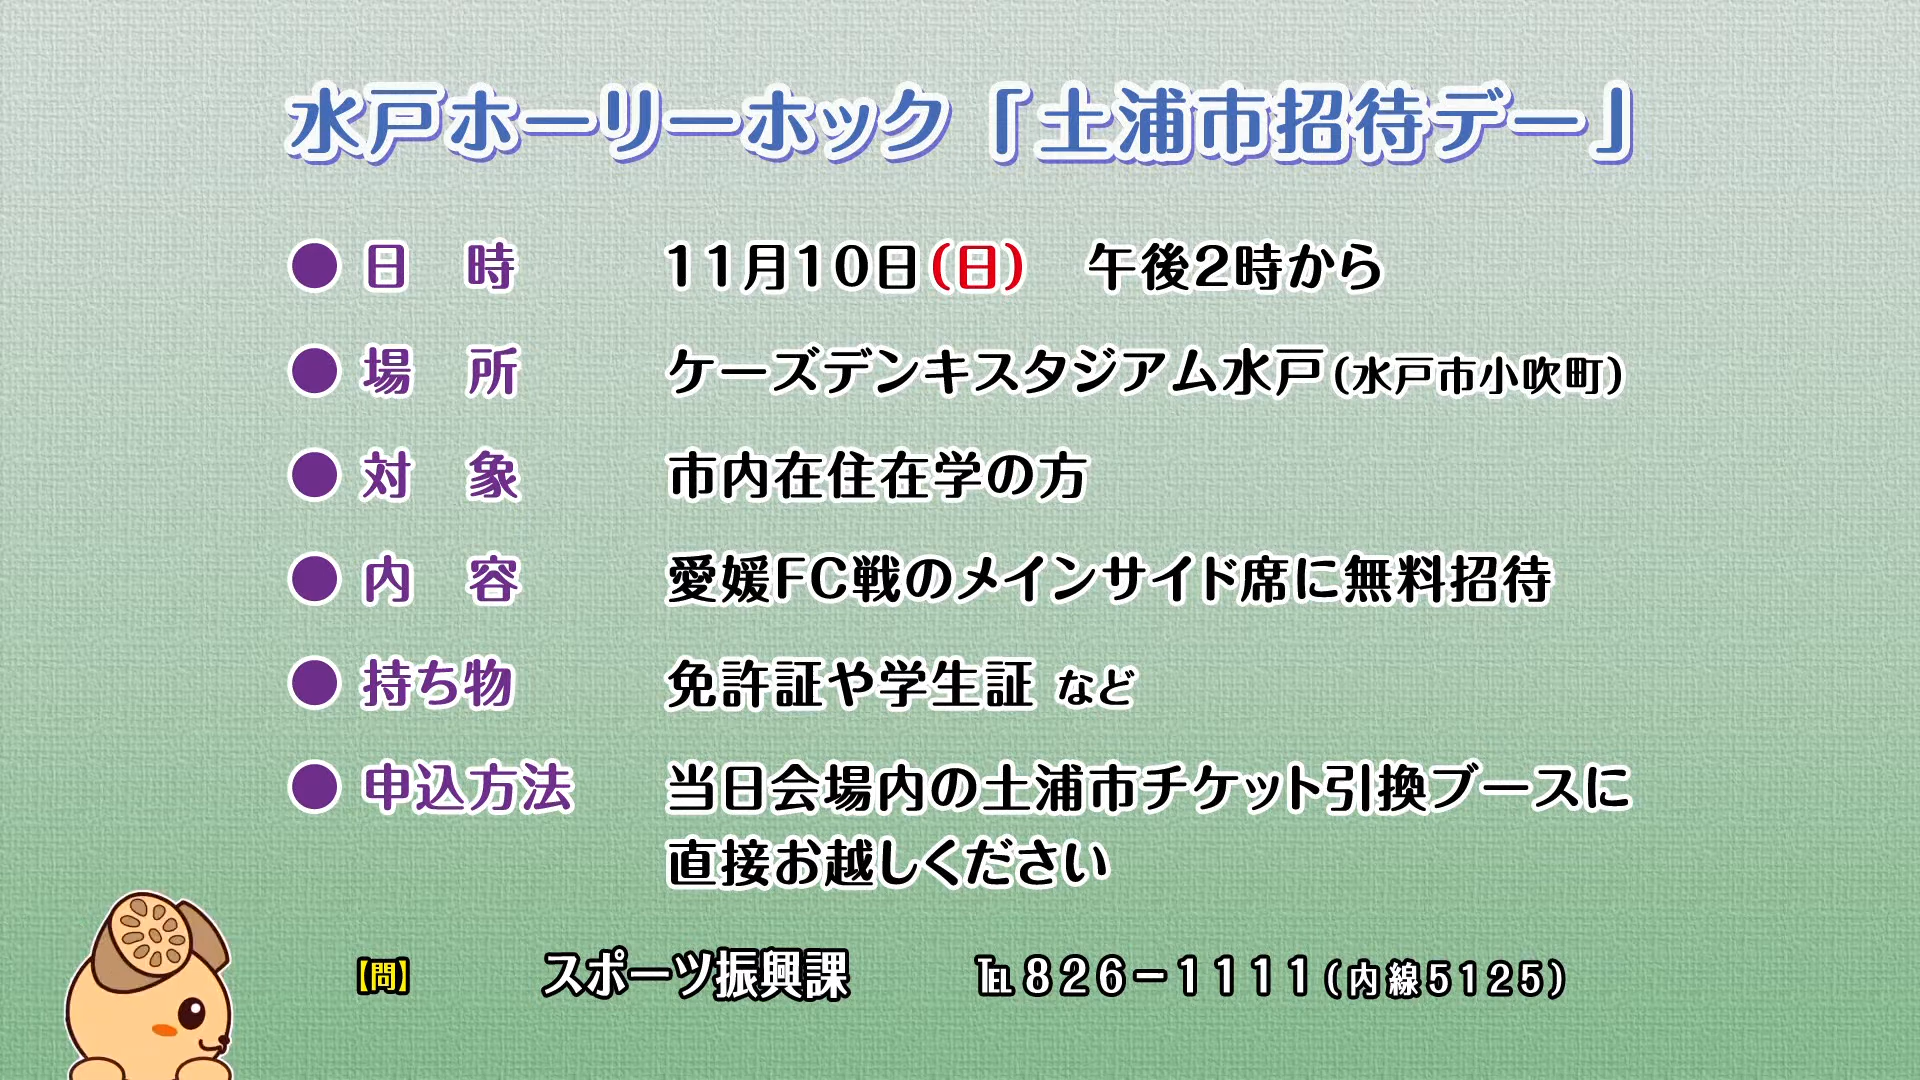 水戸ホーリーホック「土浦市招待デー」
● 日　時　11月10日(日)　午後2時から
● 場　所　ケーズデンキスタジアム水戸(水戸市小吹町)
● 対　象　市内在住在学の方
● 内　容　愛媛FC戦のメインサイド席に無料招待
● 持ち物　免許証や学生証 など
● 申込方法　当日会場内の土浦市チケット引換ブースに
直接お越しください
【問】　スポーツ振興課　℡826-1111(内線5125)